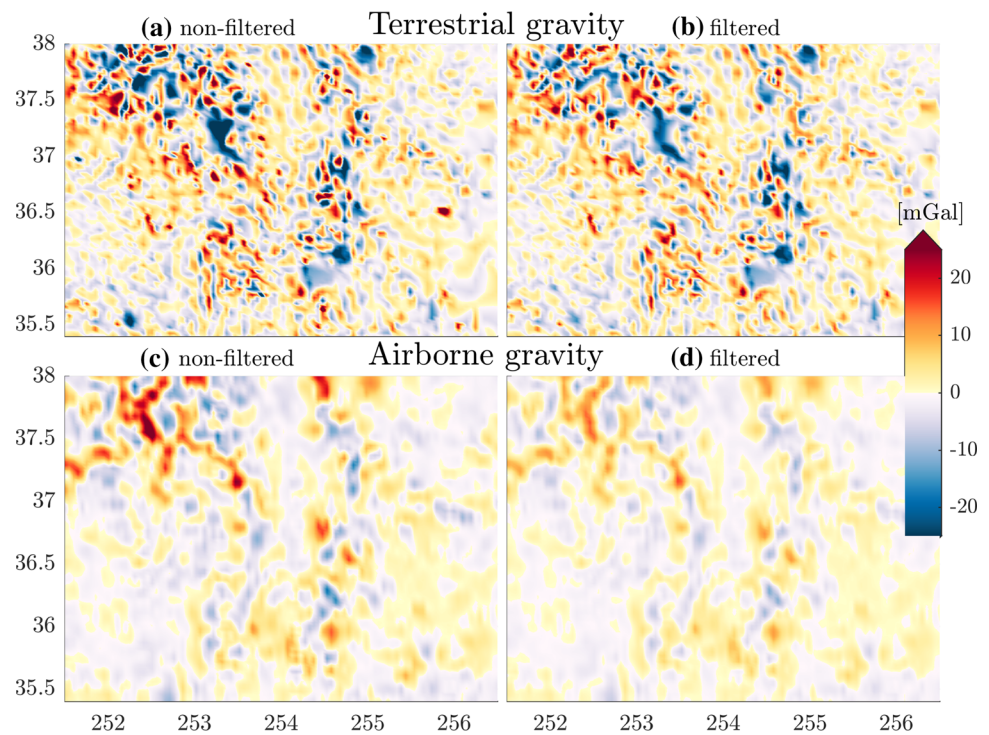 Terrestrial gravity
(a) non-filtered
(b) filtered
38
37.5
37
36.5
36
35.5
[mGal]
20
10
0
-10
-20
Airborne gravity
(c) non-filtered
(d) filtered
38
37.5
37
36.5
36
35.5
252 253 254 255 256
252 253 254 255 256